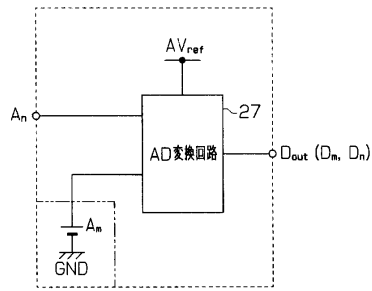 AVref
An
27
AD変換回路
Dout (Dm, Dn)
Am
GND